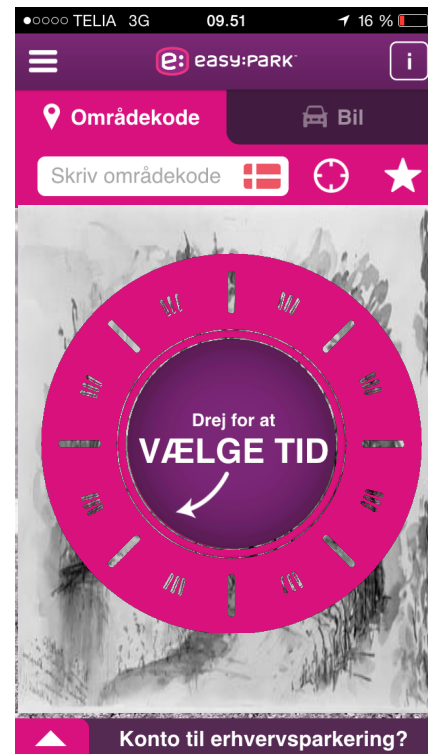 TELIA 3G 09.51 16 %
e: easy:PARK
i
Områdekode
Bil
Skriv områdekode
Drej for at
VÆLGE TID
Konto til erhvervsparkering?